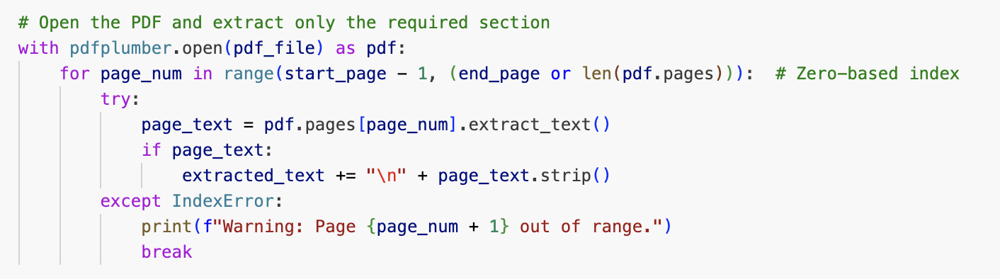 # Open the PDF and extract only the required section
with pdfplumber.open(pdf_file) as pdf:
    for page_num in range(start_page - 1, (end_page or len(pdf.pages))):  # Zero-based index
        try:
            page_text = pdf.pages[page_num].extract_text()
            if page_text:
                extracted_text += "\n" + page_text.strip()
        except IndexError:
            print(f"Warning: Page {page_num + 1} out of range.")
            break